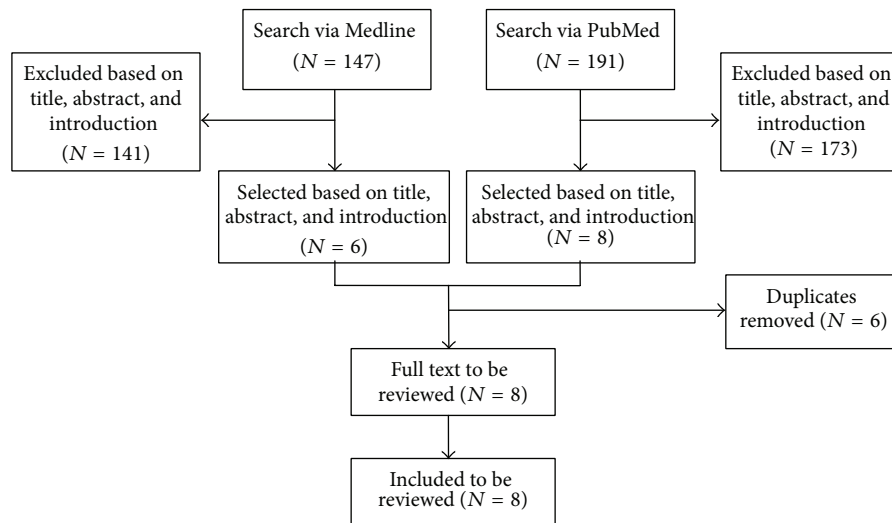 Search via Medline
(N = 147)
Search via PubMed
(N = 191)
Excluded based on
title, abstract, and
introduction
(N = 141)
Excluded based on
title, abstract, and
introduction
(N = 173)
Selected based on title,
abstract, and introduction
(N = 6)
Selected based on title,
abstract, and introduction
(N = 8)
Duplicates
removed (N = 6)
Full text to be
reviewed (N = 8)
Included to be
reviewed (N = 8)